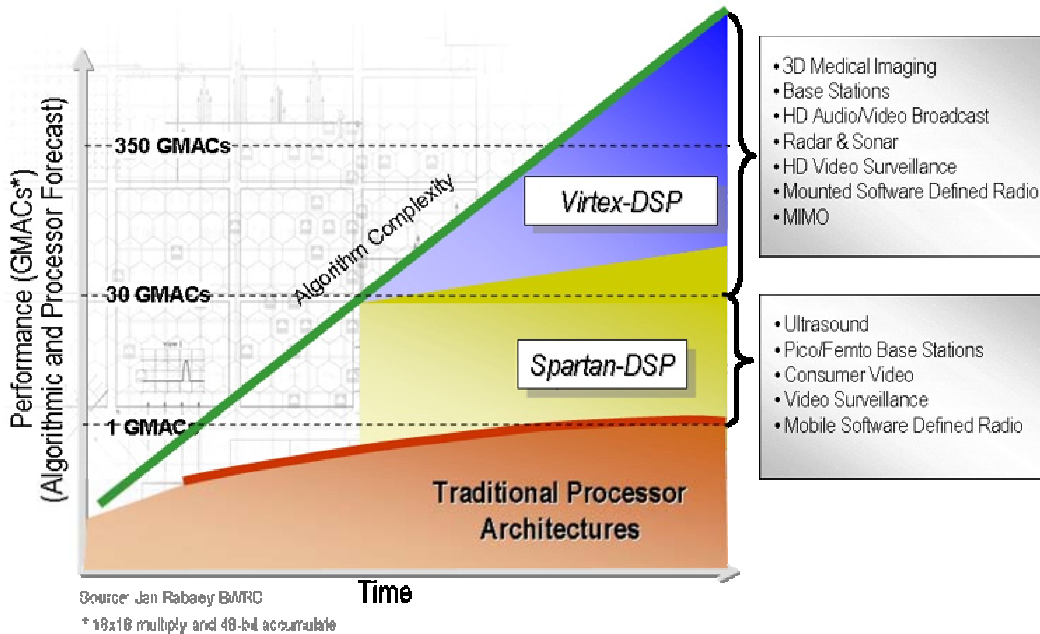 Performance (GMACs*)
(Algorithmic and Processor Forecast)
350 GMACs
30 GMACs
1 GMACs
Algorithm Complexity
Virtex-DSP
Spartan-DSP
Traditional Processor
Architectures
Time
• 3D Medical Imaging
• Base Stations
• HD Audio/Video Broadcast
• Radar & Sonar
• HD Video Surveillance
• Mounted Software Defined Radio
• MIMO
• Ultrasound
• Pico/Femto Base Stations
• Consumer Video
• Video Surveillance
• Mobile Software Defined Radio
Source: Jan Rabaey BWRC
* 18x18 multiply and 48-bit accumulate